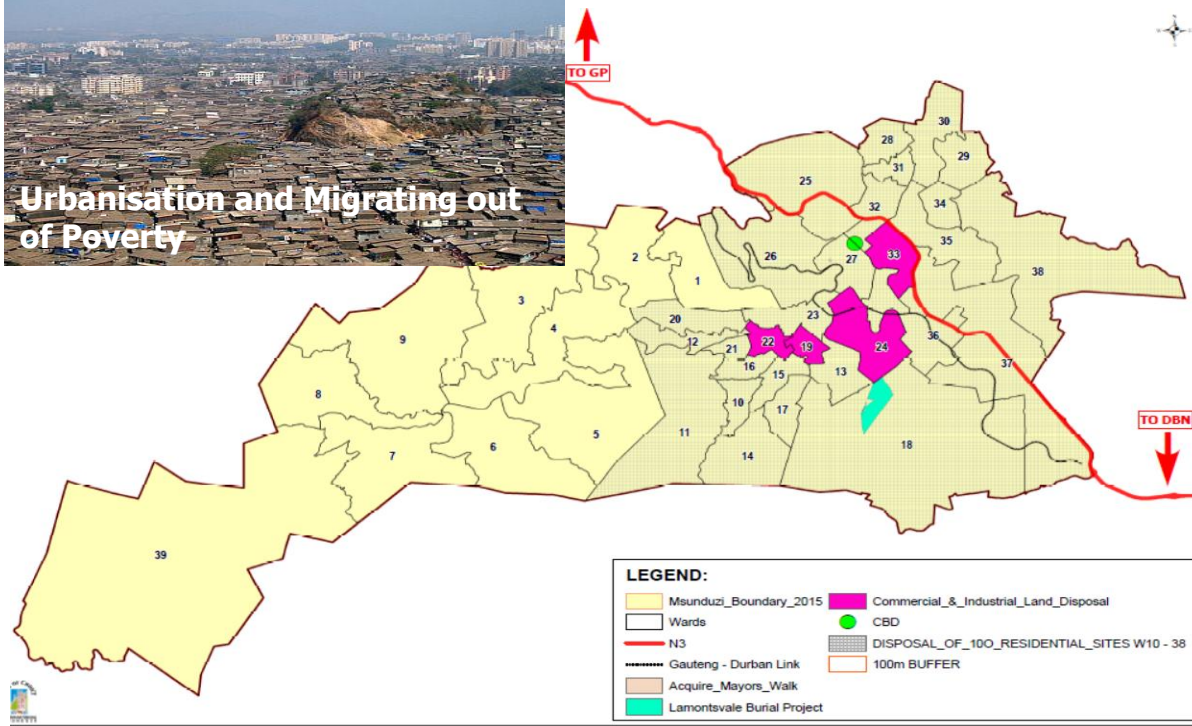 Urbanisation and Migrating out
of Poverty
TO GP
30
28
29
31
25
34
32
35
33
26
27
38
2
1
3
4
23
20
9
12
21
22
19
24
36
37
16
15
13
8
10
17
5
11
6
18
7
14
TO DBN
39
LEGEND:
Msunduzi_Boundary_2015
Wards
N3
Gauteng - Durban Link
Acquire_Mayors_Walk
Lamontsvale Burial Project
Commercial_&_Industrial_Land_Disposal
CBD
DISPOSAL_OF_10O_RESIDENTIAL_SITES W10 - 38
100m BUFFER